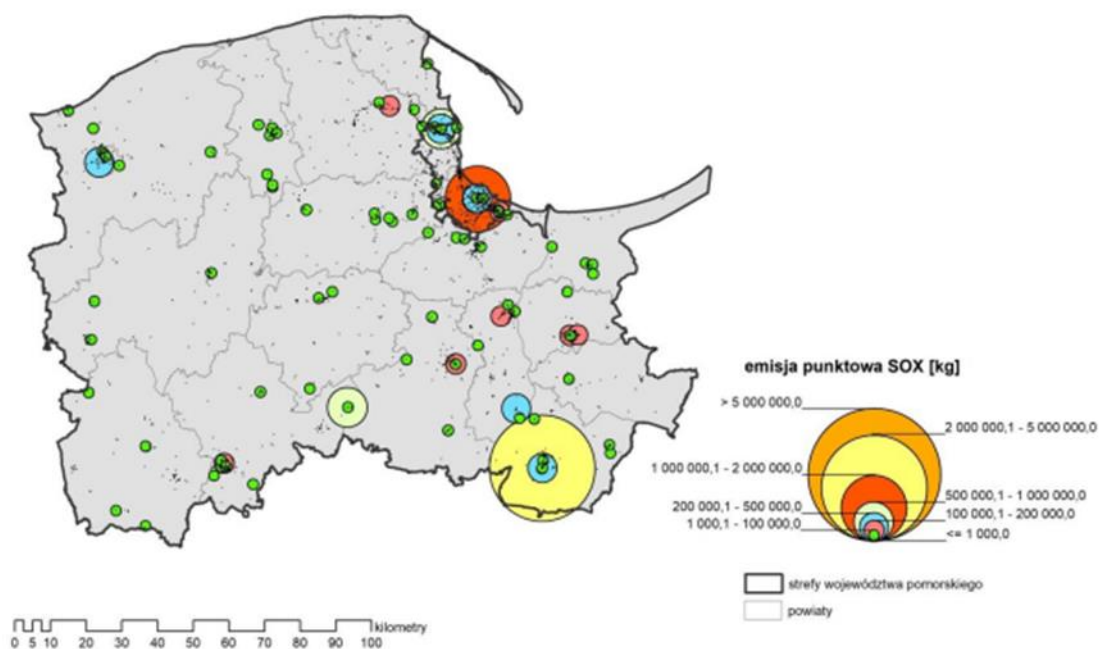 emisja punktowa SOX [kg]
> 5 000 000,0
2 000 000,1 - 5 000 000,0
1 000 000,1 - 2 000 000,0
500 000,1 - 1 000 000,0
200 000,1 - 500 000,0
100 000,1 - 200 000,0
1 000,1 - 100 000,0
<= 1 000,0
strefy województwa pomorskiego
powiaty
kilometry
0 5 10 20 30 40 50 60 70 80 90 100